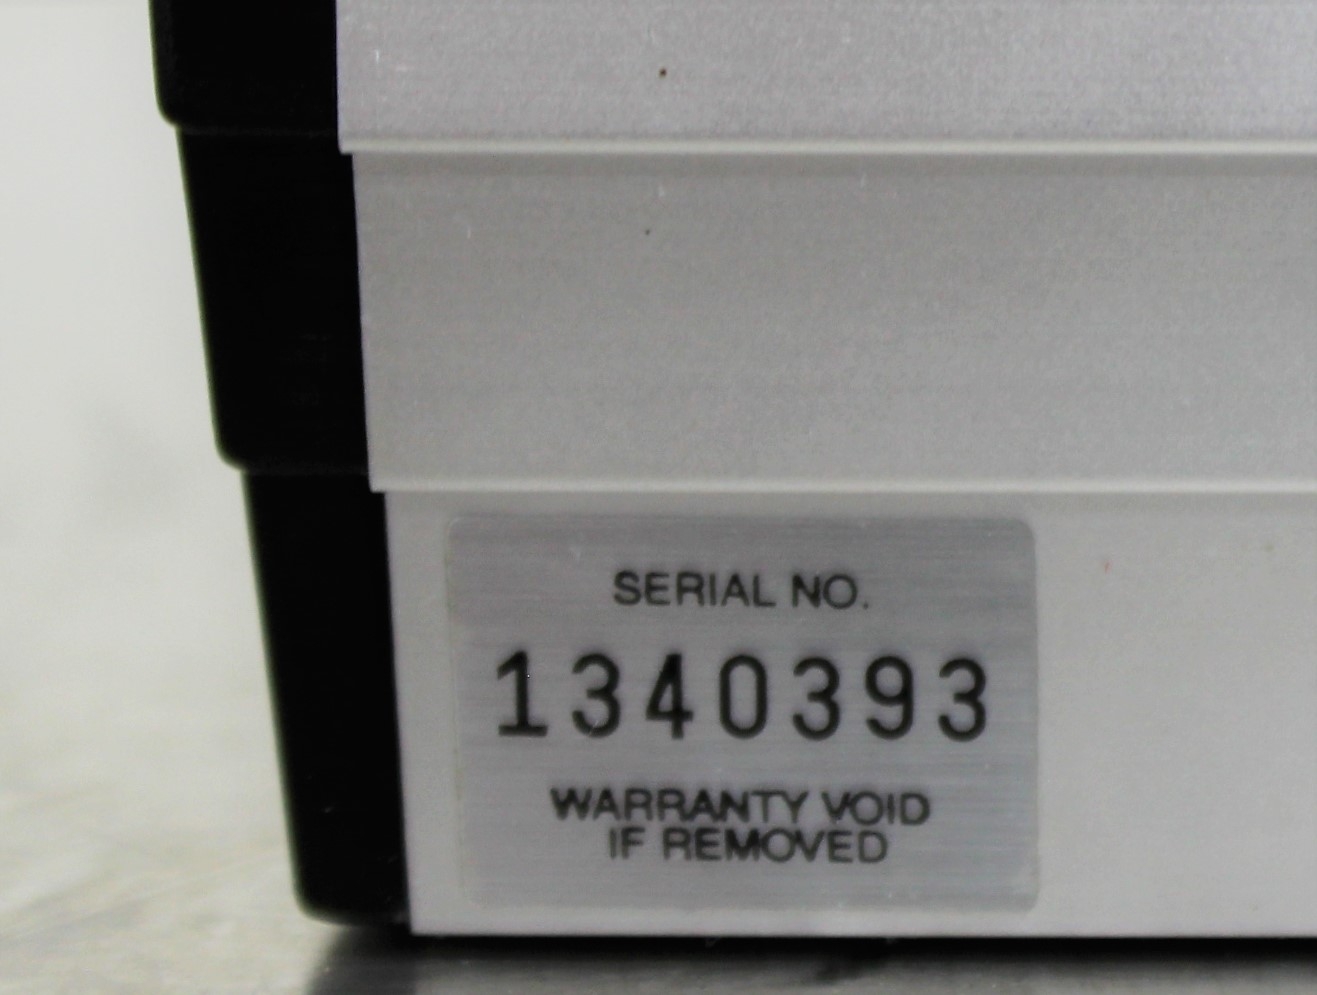 SERIAL NO.
1340393
WARRANTY VOID
IF REMOVED